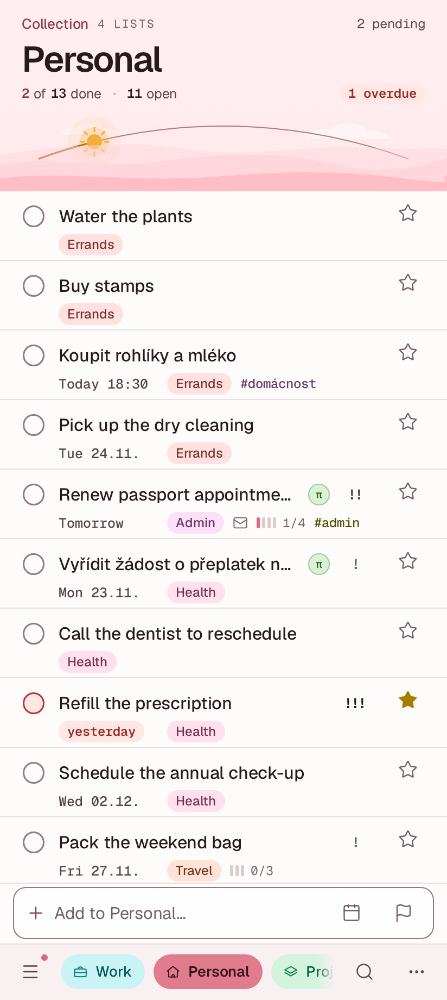 Collection 4 LISTS 2 pending
Personal
2 of 13 done · 11 open 1 overdue
Water the plants
Errands
Buy stamps
Errands
Koupit rohlíky a mléko
Today 18:30 Errands #domácnost
Pick up the dry cleaning
Tue 24.11. Errands
Renew passport appointme… π !!
Tomorrow Admin 1/4 #admin
Vyřídit žádost o přeplatek n… π !
Mon 23.11. Health
Call the dentist to reschedule
Health
Refill the prescription !!!
yesterday Health
Schedule the annual check-up
Wed 02.12. Health
Pack the weekend bag !
Fri 27.11. Travel 0/3
Add to Personal…
Work Personal Proj